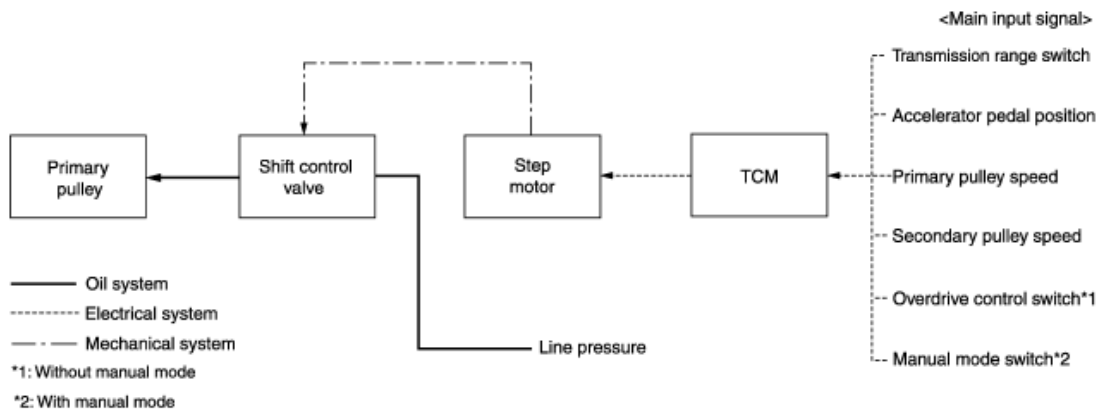 <Main input signal>
Transmission range switch
Accelerator pedal position
Primary
pulley
Shift control
valve
Step
motor
TCM
Primary pulley speed
Secondary pulley speed
Oil system
Overdrive control switch*1
Electrical system
Mechanical system
Line pressure
Manual mode switch*2
*1: Without manual mode
*2: With manual mode